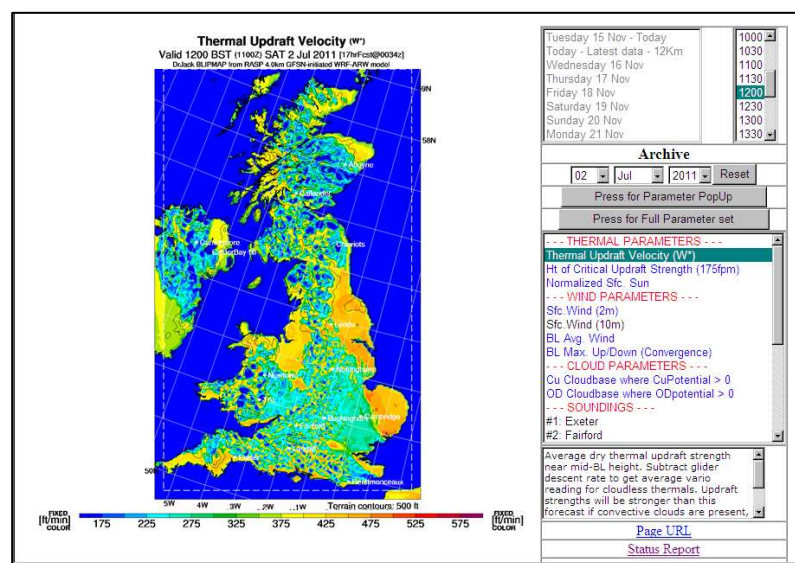 Thermal Updraft Velocity (W*)
Valid 1200 BST (1100Z) SAT 2 Jul 2011 [17hrFcst@0034z]
DrJack BLIPMAP from RASP 4.0km GFSN-initiated WRF-ARW model
9N
58N
Aboyne
Callander
Cheviots
Leeds
Nottingham
Cambridge
Fairford
Herstmonceux
50N
5W
4W
3W
2W
1W
Terrain contours: 500 ft
FIXED
[ft/min]
COLOR
175 225 275 325 375 425 475 525 575
FIXED
[ft/min]
COLOR
Tuesday 15 Nov - Today
Today - Latest data - 12Km
Wednesday 16 Nov
Thursday 17 Nov
Friday 18 Nov
Saturday 19 Nov
Sunday 20 Nov
Monday 21 Nov
1000
1030
1100
1130
1200
1230
1300
1330
Archive
02 Jul 2011 Reset
Press for Parameter PopUp
Press for Full Parameter set
- - - THERMAL PARAMETERS - - -
Thermal Updraft Velocity (W*)
Ht of Critical Updraft Strength (175fpm)
Normalized Sfc. Sun
- - - WIND PARAMETERS - - -
Sfc.Wind (2m)
Sfc.Wind (10m)
BL Avg. Wind
BL Max. Up/Down (Convergence)
- - - CLOUD PARAMETERS - - -
Cu Cloudbase where CuPotential > 0
OD Cloudbase where ODpotential > 0
- - - SOUNDINGS - - -
#1: Exeter
#2: Fairford
Average dry thermal updraft strength
near mid-BL height. Subtract glider
descent rate to get average vario
reading for cloudless thermals. Updraft
strengths will be stronger than this
forecast if convective clouds are present,
Page URL
Status Report